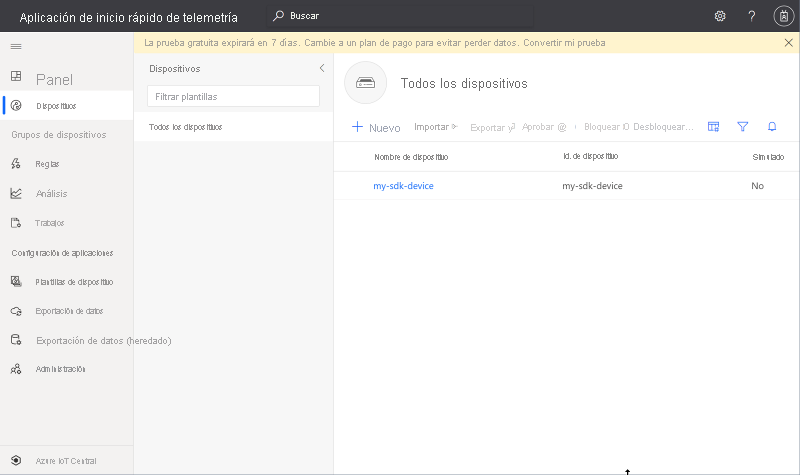 Aplicación de inicio rápido de telemetría
Buscar
La prueba gratuita expirará en 7 días. Cambie a un plan de pago para evitar perder datos. Convertir mi prueba
Panel
Dispositivos
Grupos de dispositivos
Reglas
Análisis
Trabajos
Configuración de aplicaciones
Plantillas de dispositivo
Exportación de datos
Exportación de datos (heredado)
Administración
Azure IoT Central
Dispositivos
Filtrar plantillas
Todos los dispositivos
Todos los dispositivos
Nuevo Importar Exportar Aprobar Bloquear Desbloquear...
Nombre de dispositivo Id. de dispositivo Simulado
my-sdk-device my-sdk-device No